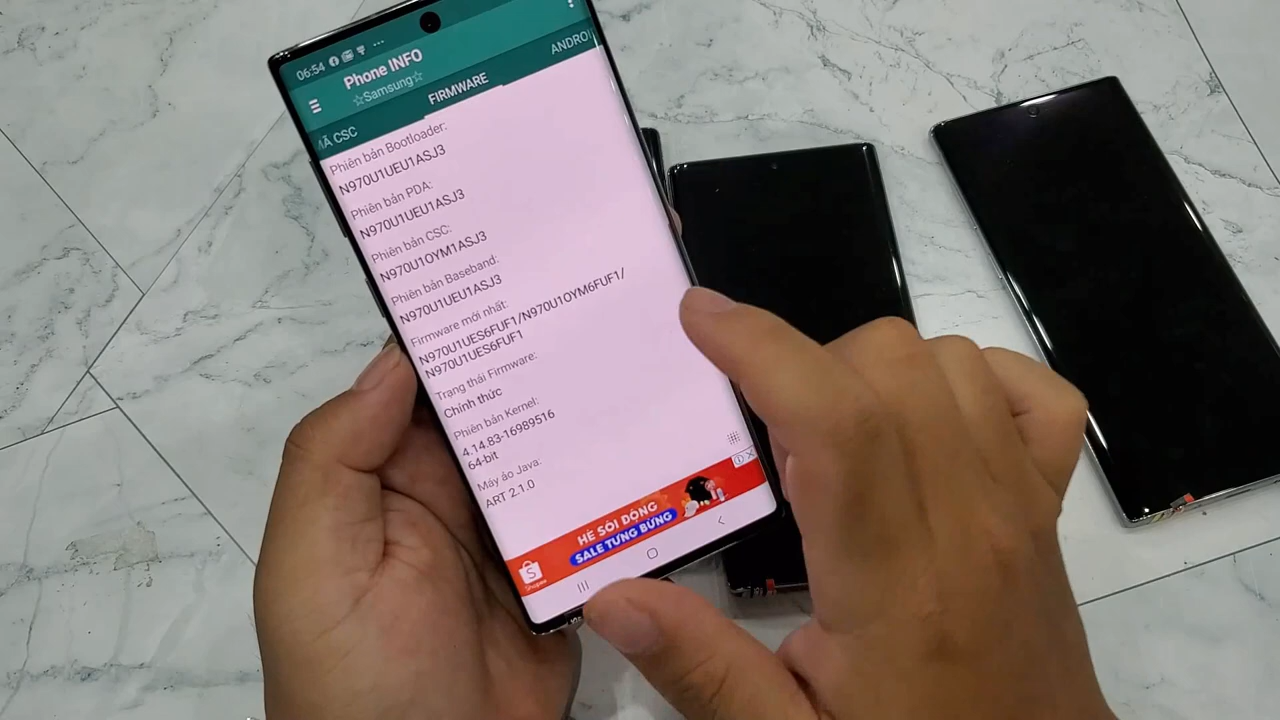 06:54
Phone INFO
☆Samsung☆
MÃ CSC
FIRMWARE
ANDROI
Phiên bản Bootloader:
N970U1UEU1ASJ3
Phiên bản PDA:
N970U1UEU1ASJ3
Phiên bản CSC:
N970U1OYM1ASJ3
Phiên bản Baseband:
N970U1UEU1ASJ3
Firmware mới nhất:
N970U1UES6FUF1/N970U1OYM6FUF1/
N970U1UES6FUF1
Trạng thái Firmware:
Chính thức
Phiên bản Kernel:
4.14.83-16989516
64-bit
Máy ảo Java:
ART 2.1.0
HÈ SÔI ĐỘNG
SALE TƯNG BỪNG
Shopee